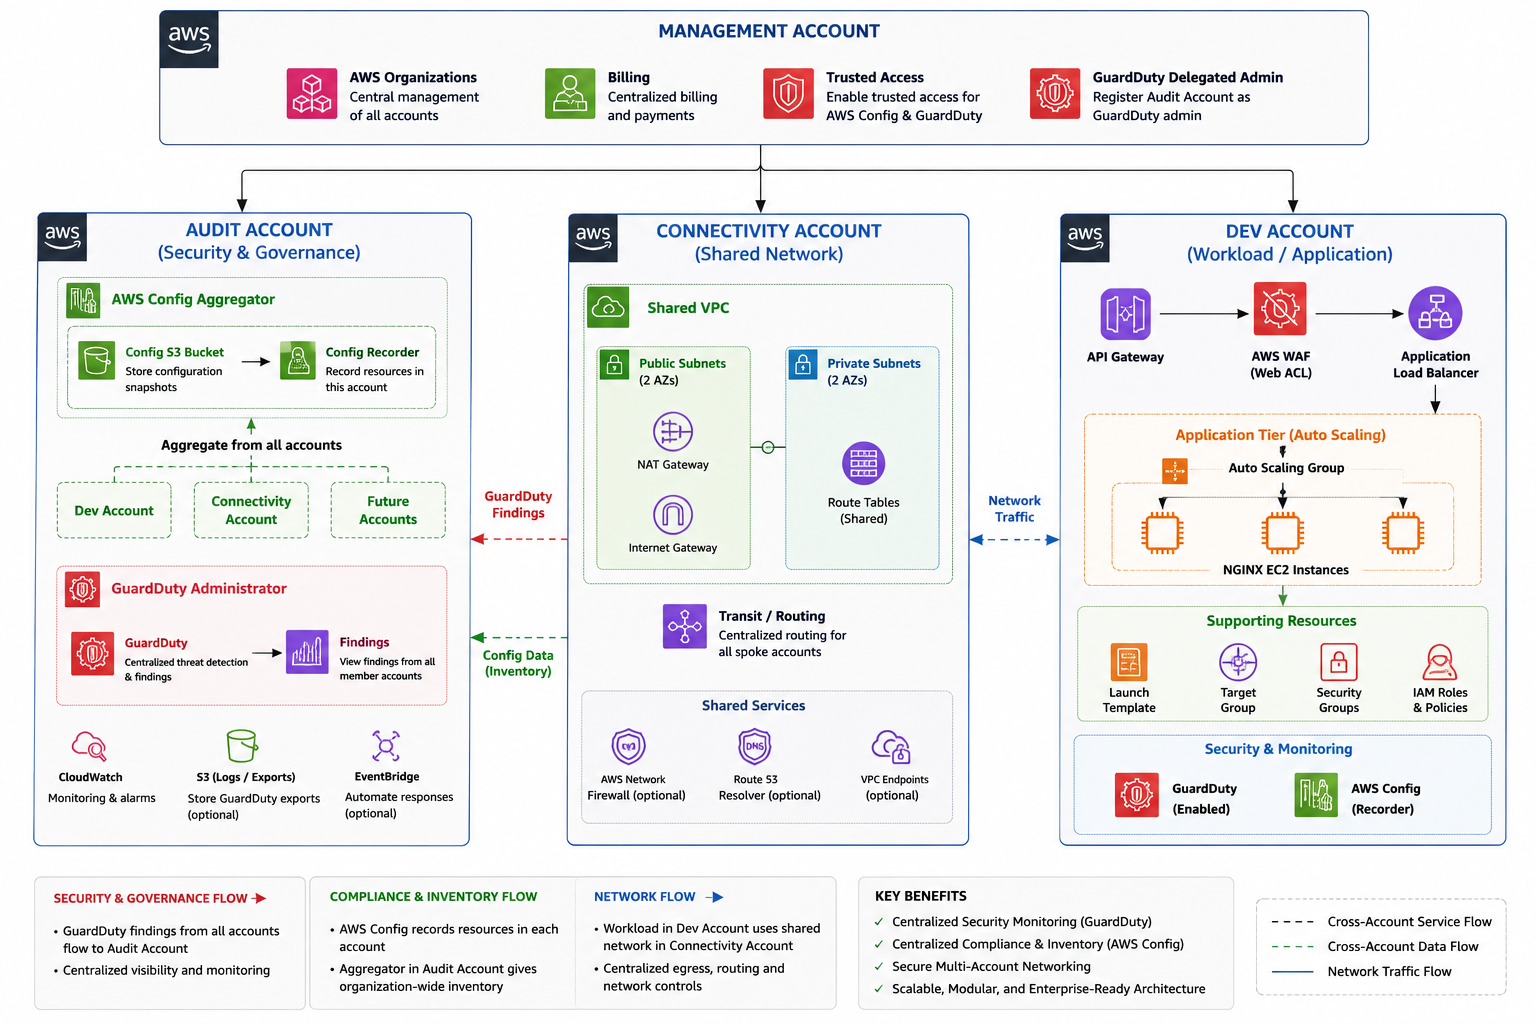 aws
MANAGEMENT ACCOUNT
AWS Organizations
Central management
of all accounts
Billing
Centralized billing
and payments
Trusted Access
Enable trusted access for
AWS Config & GuardDuty
GuardDuty Delegated Admin
Register Audit Account as
GuardDuty admin
aws
AUDIT ACCOUNT
(Security & Governance)
AWS Config Aggregator
Config S3 Bucket
Store configuration
snapshots
Config Recorder
Record resources in
this account
Aggregate from all accounts
Dev Account
Connectivity
Account
Future
Accounts
GuardDuty Administrator
GuardDuty
Centralized threat detection
& findings
Findings
View findings from all
member accounts
CloudWatch
Monitoring & alarms
S3 (Logs / Exports)
Store GuardDuty exports
(optional)
EventBridge
Automate responses
(optional)
GuardDuty
Findings
Config Data
(Inventory)
aws
CONNECTIVITY ACCOUNT
(Shared Network)
Shared VPC
Public Subnets
(2 AZs)
NAT Gateway
Internet Gateway
Private Subnets
(2 AZs)
Route Tables
(Shared)
Transit / Routing
Centralized routing for
all spoke accounts
Shared Services
AWS Network
Firewall (optional)
DNS
Route S3
Resolver (optional)
VPC Endpoints
(optional)
Network
Traffic
aws
DEV ACCOUNT
(Workload / Application)
API Gateway
AWS WAF
(Web ACL)
Application
Load Balancer
Application Tier (Auto Scaling)
Auto Scaling Group
NGINX EC2 Instances
Supporting Resources
Launch
Template
Target
Group
Security
Groups
IAM Roles
& Policies
Security & Monitoring
GuardDuty
(Enabled)
AWS Config
(Recorder)
SECURITY & GOVERNANCE FLOW
• GuardDuty findings from all accounts
flow to Audit Account
• Centralized visibility and monitoring
COMPLIANCE & INVENTORY FLOW
• AWS Config records resources in each
account
• Aggregator in Audit Account gives
organization-wide inventory
NETWORK FLOW
• Workload in Dev Account uses shared
network in Connectivity Account
• Centralized egress, routing and
network controls
KEY BENEFITS
✓ Centralized Security Monitoring (GuardDuty)
✓ Centralized Compliance & Inventory (AWS Config)
✓ Secure Multi-Account Networking
✓ Scalable, Modular, and Enterprise-Ready Architecture
Cross-Account Service Flow
Cross-Account Data Flow
Network Traffic Flow